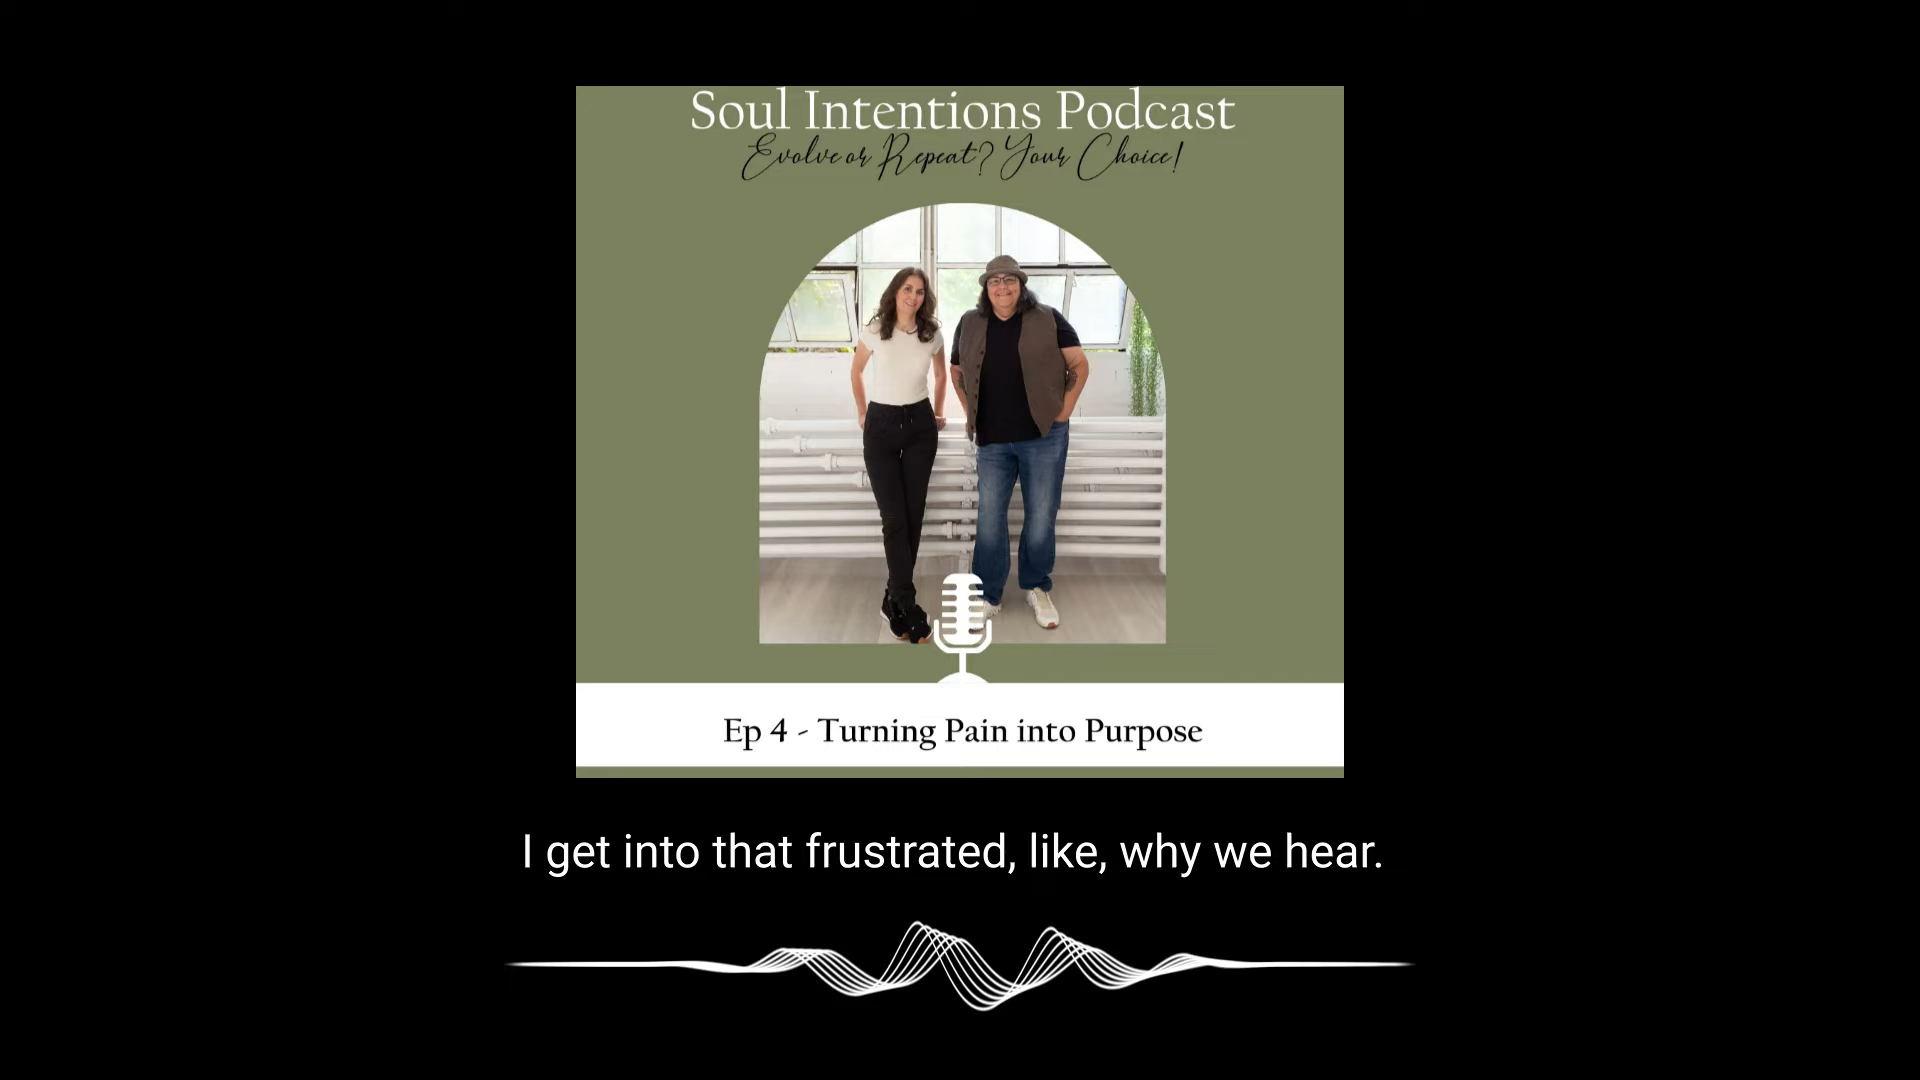 Soul Intentions Podcast
Evolve or Repeat? Your Choice!
Ep 4 - Turning Pain into Purpose
I get into that frustrated, like, why we hear.